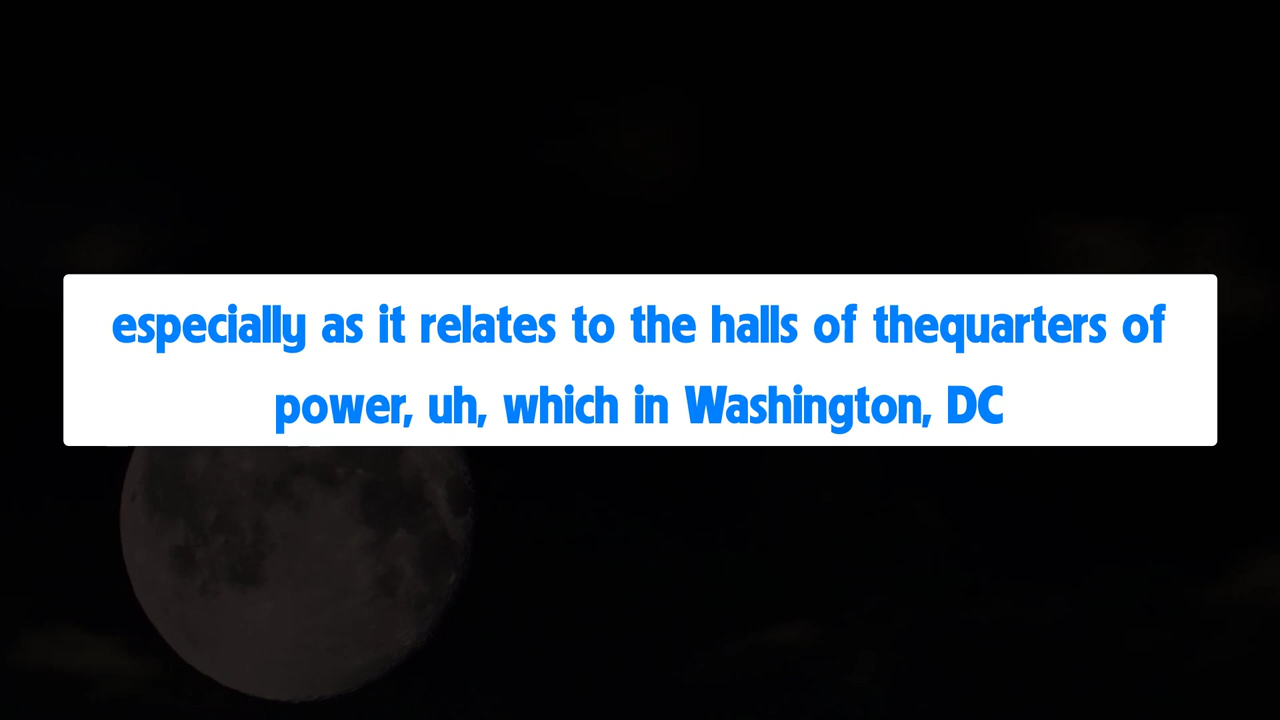 especially as it relates to the halls of thequarters of
power, uh, which in Washington, DC